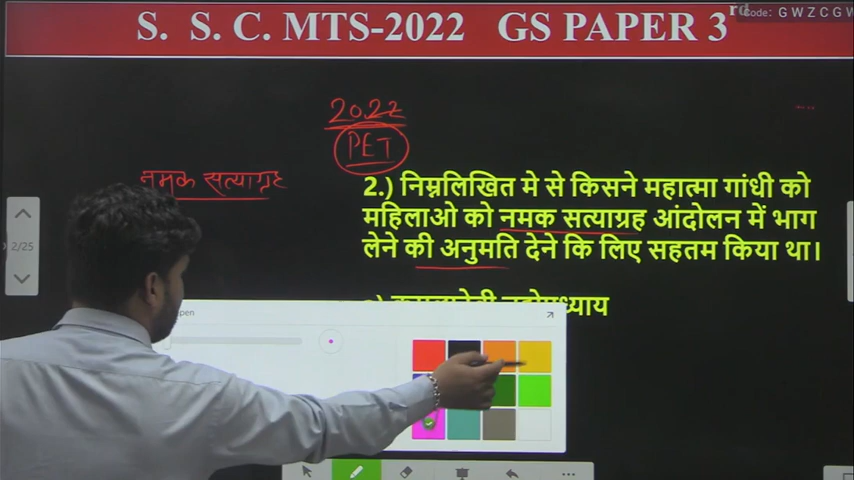 S. S. C. MTS-2022 GS PAPER 3
Code: G W Z C G W
2022
PET
नमक सत्याग्रह
2.) निम्नलिखित मे से किसने महात्मा गांधी को
महिलाओ को नमक सत्याग्रह आंदोलन में भाग
लेने की अनुमति देने कि लिए सहतम किया था।
2/25
pen